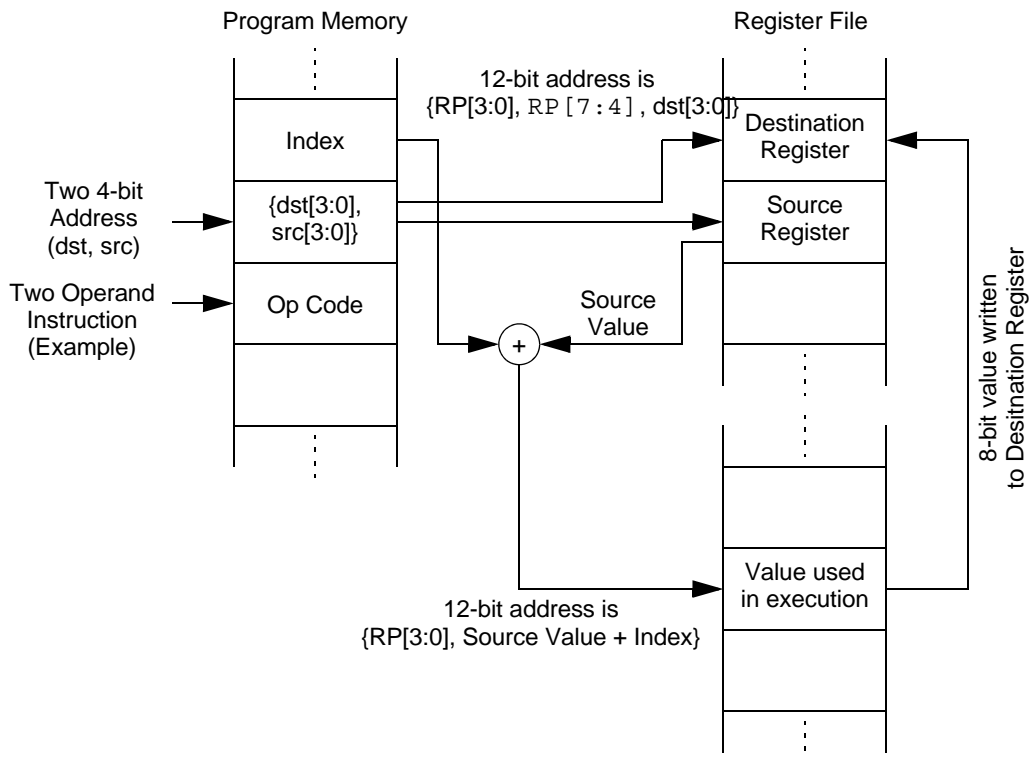 Program Memory
Register File
12-bit address is
{RP[3:0], RP[7:4], dst[3:0]}
Index
Destination
Register
Two 4-bit
Address
(dst, src)
{dst[3:0],
src[3:0]}
Source
Register
Two Operand
Instruction
(Example)
Op Code
Source
Value
+
8-bit value written
to Desitnation Register
Value used
in execution
12-bit address is
{RP[3:0], Source Value + Index}